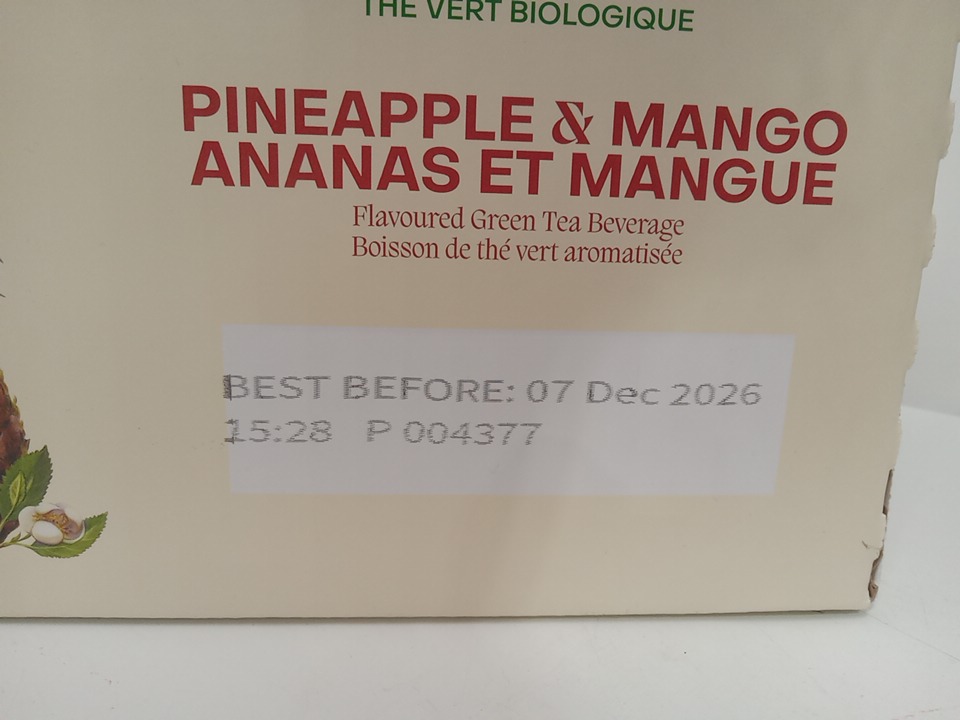 THÉ VERT BIOLOGIQUE
PINEAPPLE & MANGO
ANANAS ET MANGUE
Flavoured Green Tea Beverage
Boisson de thé vert aromatisée
BEST BEFORE: 07 Dec 2026
15:28 P 004377